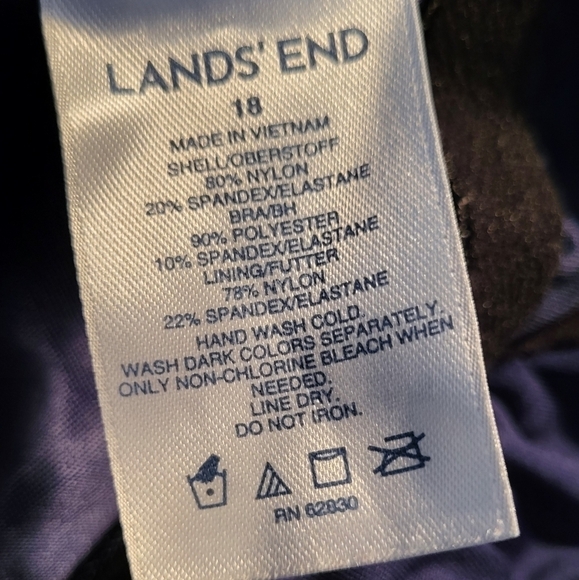 LANDS' END
18
MADE IN VIETNAM
SHELL/OBERSTOFF
80% NYLON
20% SPANDEX/ELASTANE
BRA/BH
90% POLYESTER
10% SPANDEX/ELASTANE
LINING/FUTTER
78% NYLON
22% SPANDEX/ELASTANE
HAND WASH COLD.
WASH DARK COLORS SEPARATELY.
ONLY NON-CHLORINE BLEACH WHEN
NEEDED.
LINE DRY.
DO NOT IRON.
RN 62830